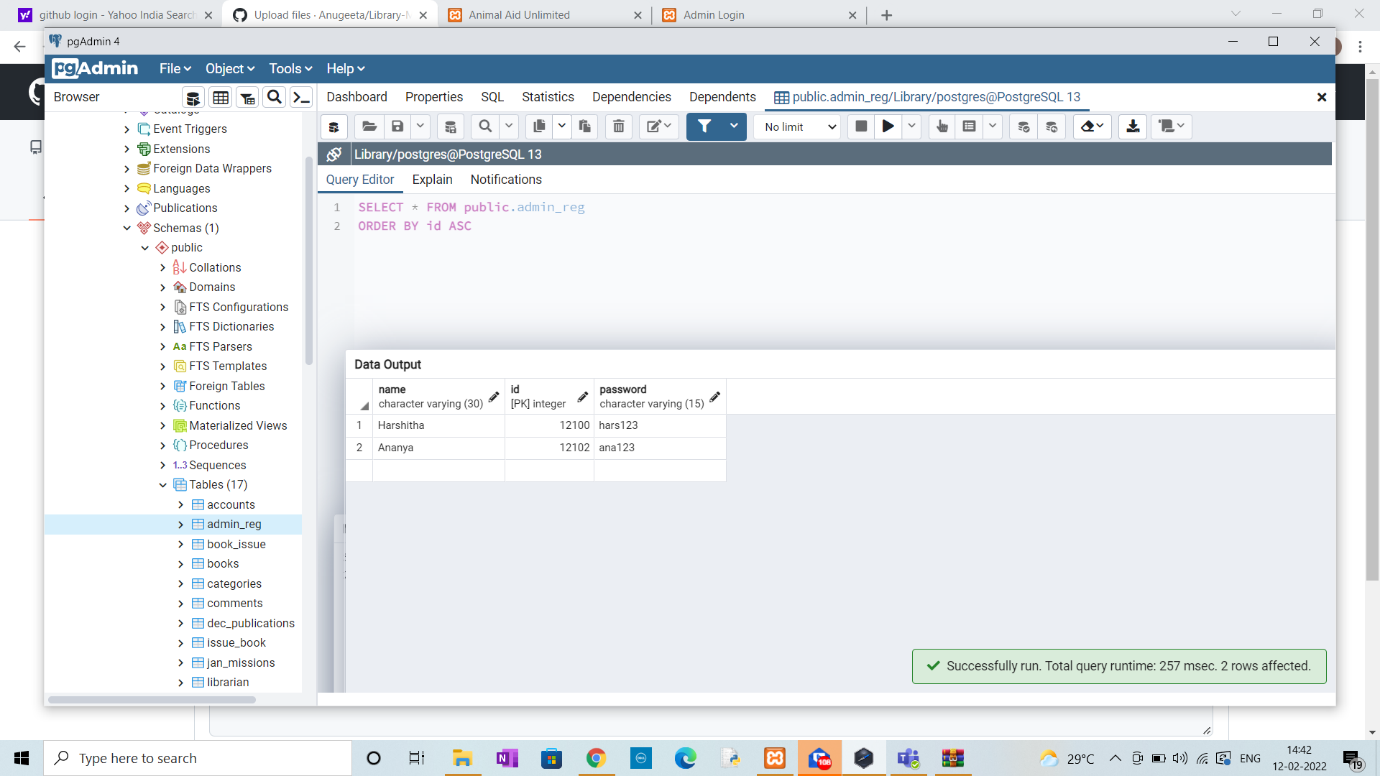 github login - Yahoo India Search
Upload files · Anugeeta/Library-M
Animal Aid Unlimited
Admin Login
pgAdmin 4
pgAdmin
File
Object
Tools
Help
Browser
Dashboard
Properties
SQL
Statistics
Dependencies
Dependents
public.admin_reg/Library/postgres@PostgreSQL 13
No limit
Library/postgres@PostgreSQL 13
Query Editor
Explain
Notifications
1 SELECT * FROM public.admin_reg
2 ORDER BY id ASC
Catalogs
Event Triggers
Extensions
Foreign Data Wrappers
Languages
Publications
Schemas (1)
public
Collations
Domains
FTS Configurations
FTS Dictionaries
Aa FTS Parsers
FTS Templates
Foreign Tables
Functions
Materialized Views
Procedures
1..3 Sequences
Tables (17)
accounts
admin_reg
book_issue
books
categories
comments
dec_publications
issue_book
jan_missions
librarian
Data Output
name id password
character varying (30) [PK] integer character varying (15)
1 Harshitha 12100 hars123
2 Ananya 12102 ana123
Successfully run. Total query runtime: 257 msec. 2 rows affected.
Type here to search
29°C
ENG
14:42
12-02-2022
19